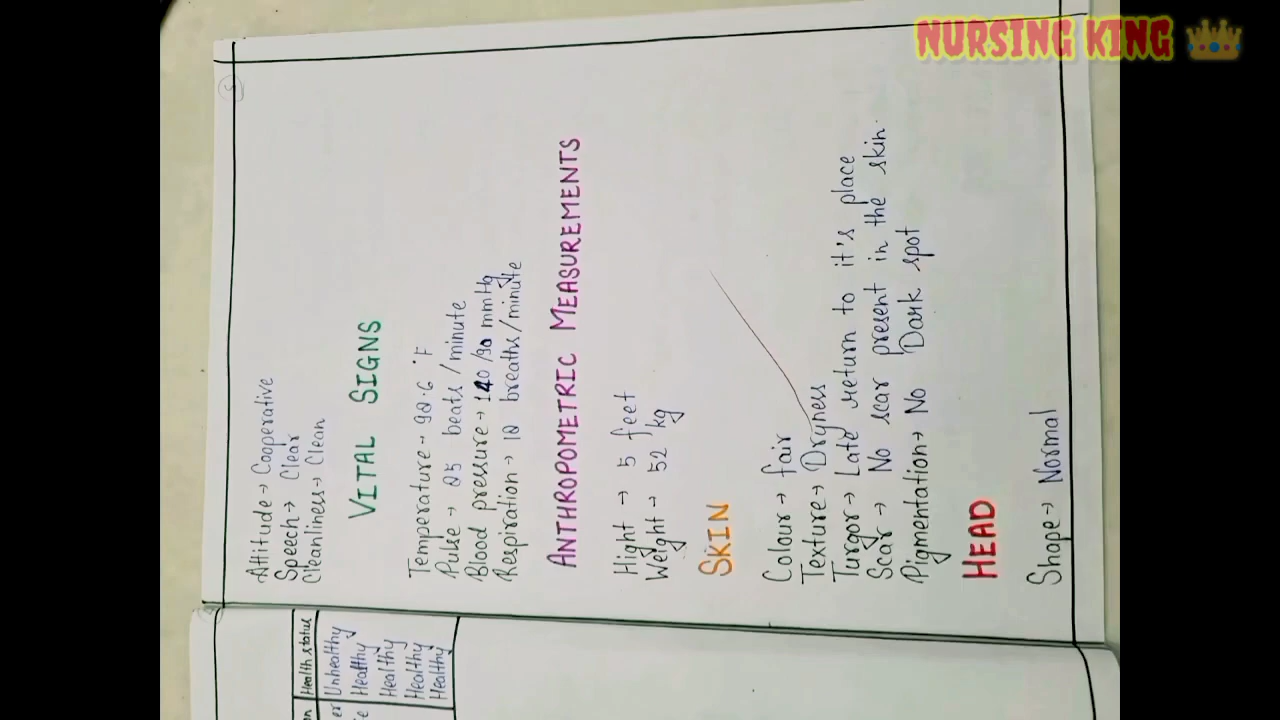 NURSING KING
5
Attitude → Cooperative
Speech → Clear
Cleanliness → Clean
VITAL SIGNS
Temperature → 98.6 °F
Pulse → 85 beats/minute
Blood pressure → 140/90 mmHg
Respiration → 18 breaths/minute
ANTHROPOMETRIC MEASUREMENTS
Hight → 5 feet
Weight → 52 kg
SKIN
Colour → fair
Texture → Dryness
Turgor → Late return to it's place
Scar → No scar present in the skin.
Pigmentation → No Dark spot
HEAD
Shape → Normal
Health status
Unhealthy
Healthy
Healthy
Healthy
Healthy